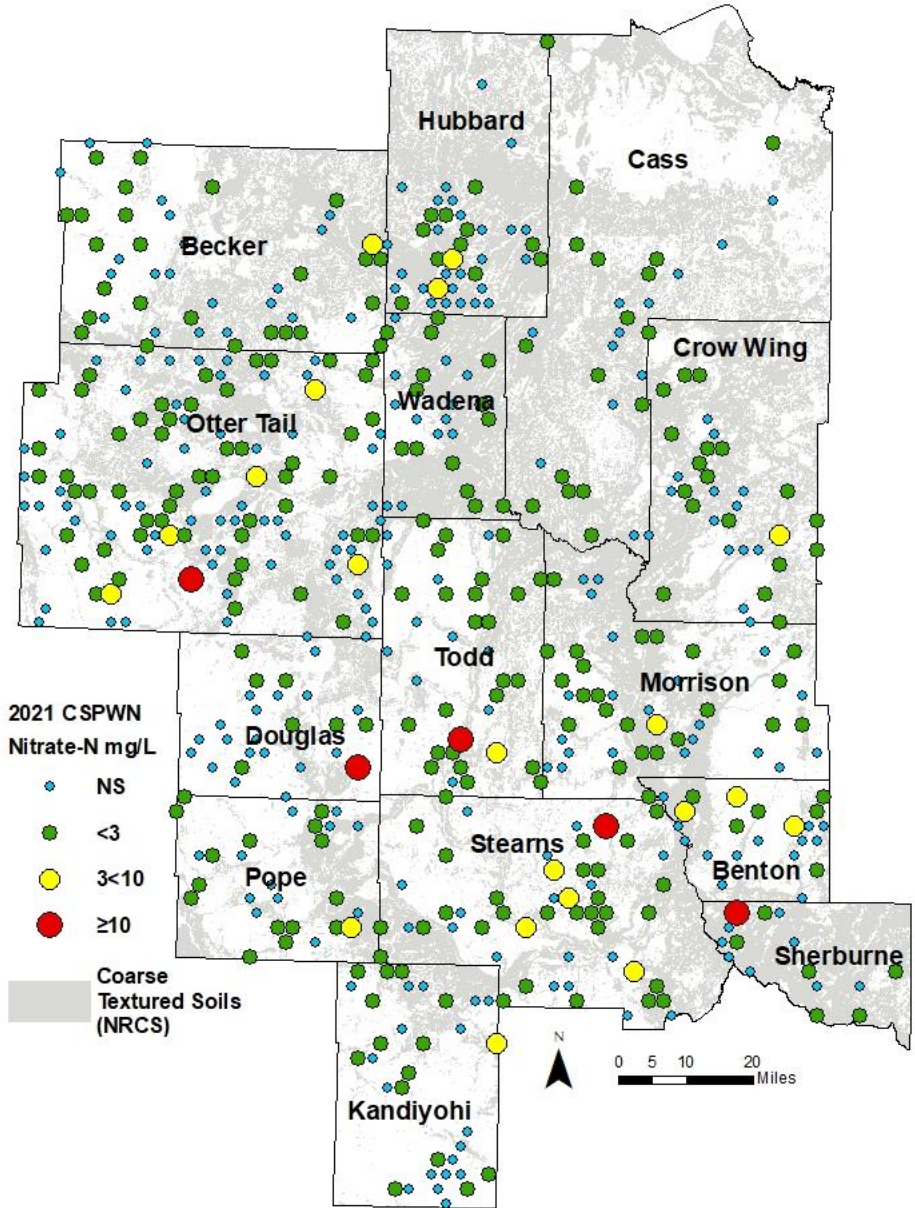 Hubbard
Cass
Becker
Crow Wing
Wadena
Otter Tail
Todd
Morrison
Douglas
2021 CSPWN
Nitrate-N mg/L
NS
<3
3<10
≥10
Coarse
Textured Soils
(NRCS)
Stearns
Pope
Benton
Sherburne
Kandiyohi
N
0 5 10 20
Miles